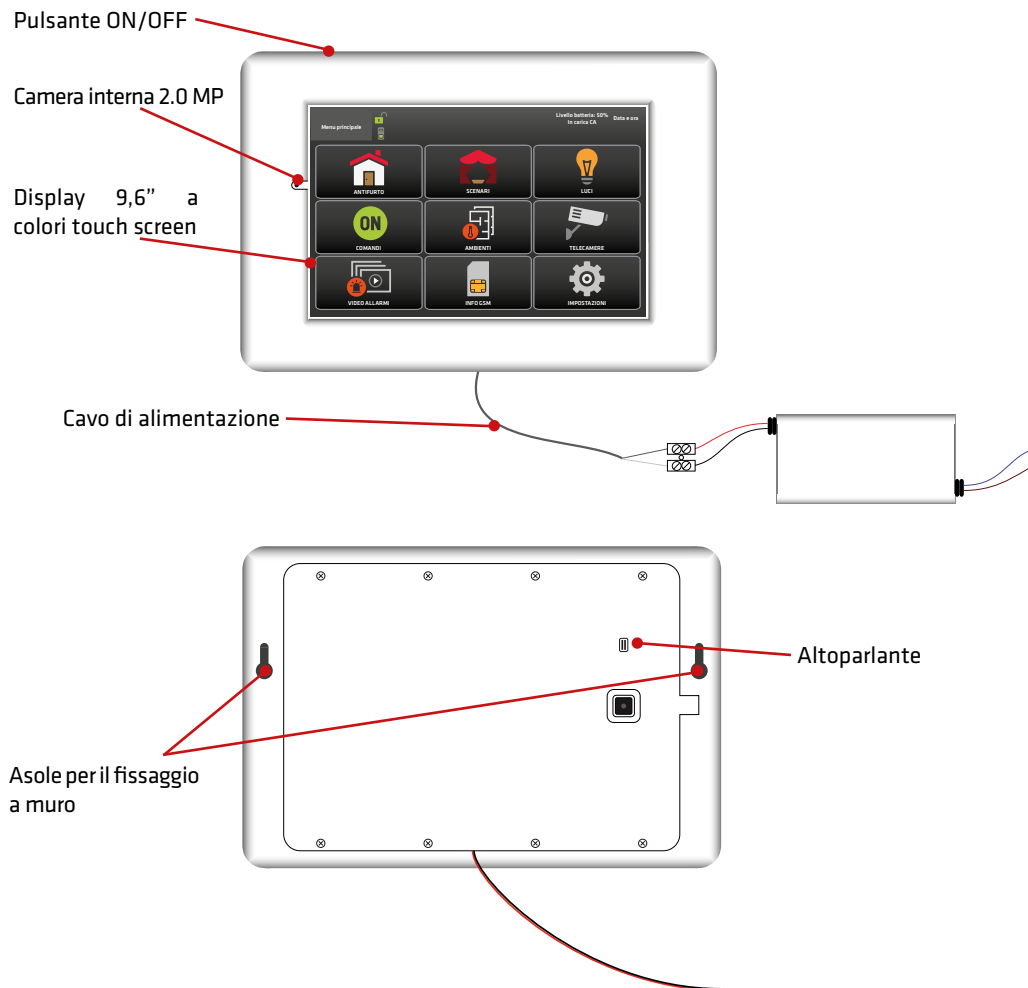 Pulsante ON/OFF
Camera interna 2.0 MP
Display 9,6” a
colori touch screen
Menu principale
Livello batteria: 50%
In carica CA
Data e ora
ANTIFURTO
SCENARI
LUCI
ON
COMANDI
AMBIENTI
TELECAMERE
VIDEO ALLARMI
INFO GSM
IMPOSTAZIONI
Cavo di alimentazione
Altoparlante
Asole per il fissaggio
a muro